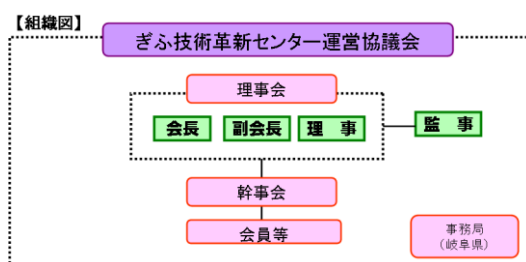 【組織図】
ぎふ技術革新センター運営協議会
理事会
会長
副会長
理　事
監　事
幹事会
会員等
事務局
（岐阜県）